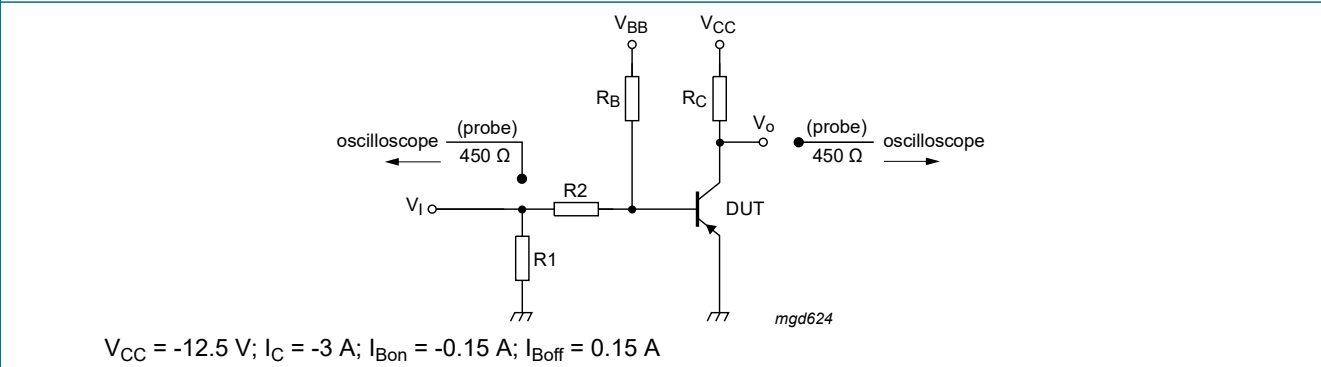 VBB VCC
RB RC
Vo
(probe) (probe)
oscilloscope oscilloscope
450 Ω 450 Ω
R2
VI DUT
R1
mgd624
VCC = -12.5 V; IC = -3 A; IBon = -0.15 A; IBoff = 0.15 A